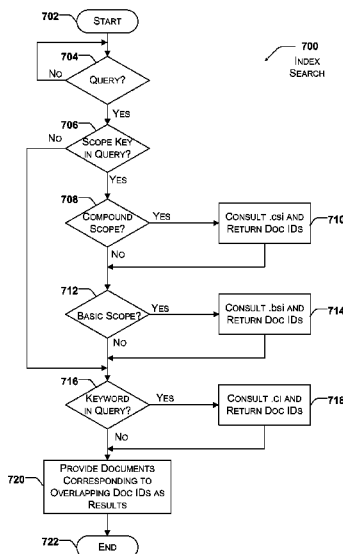 702
START
700
INDEX
SEARCH
704
QUERY?
NO
YES
706
NO
SCOPE KEY
IN QUERY?
YES
708
COMPOUND
SCOPE?
YES
CONSULT .csi AND
RETURN DOC IDS
710
NO
712
BASIC SCOPE?
YES
CONSULT .bsi AND
RETURN DOC IDS
714
NO
716
KEYWORD
IN QUERY?
YES
CONSULT .ci AND
RETURN DOC IDS
718
NO
720
PROVIDE DOCUMENTS
CORRESPONDING TO
OVERLAPPING DOC IDS AS
RESULTS
722
END